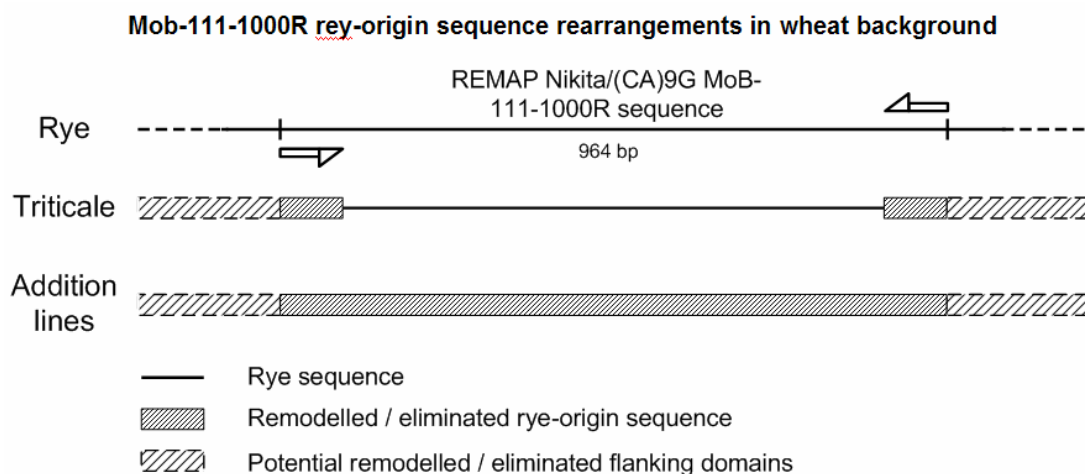 Mob-111-1000R rey-origin sequence rearrangements in wheat background
REMAP Nikita/(CA)9G MoB-
111-1000R sequence
Rye
964 bp
Triticale
Addition
lines
Rye sequence
Remodelled / eliminated rye-origin sequence
Potential remodelled / eliminated flanking domains